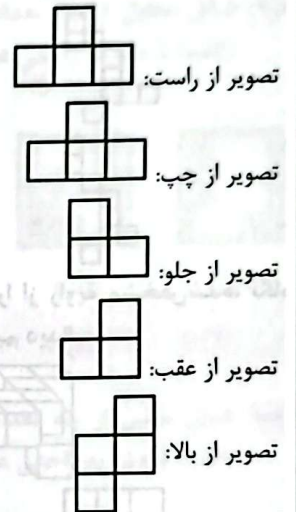 تصویر از راست:
تصویر از چپ:
تصویر از جلو:
تصویر از عقب:
تصویر از بالا: